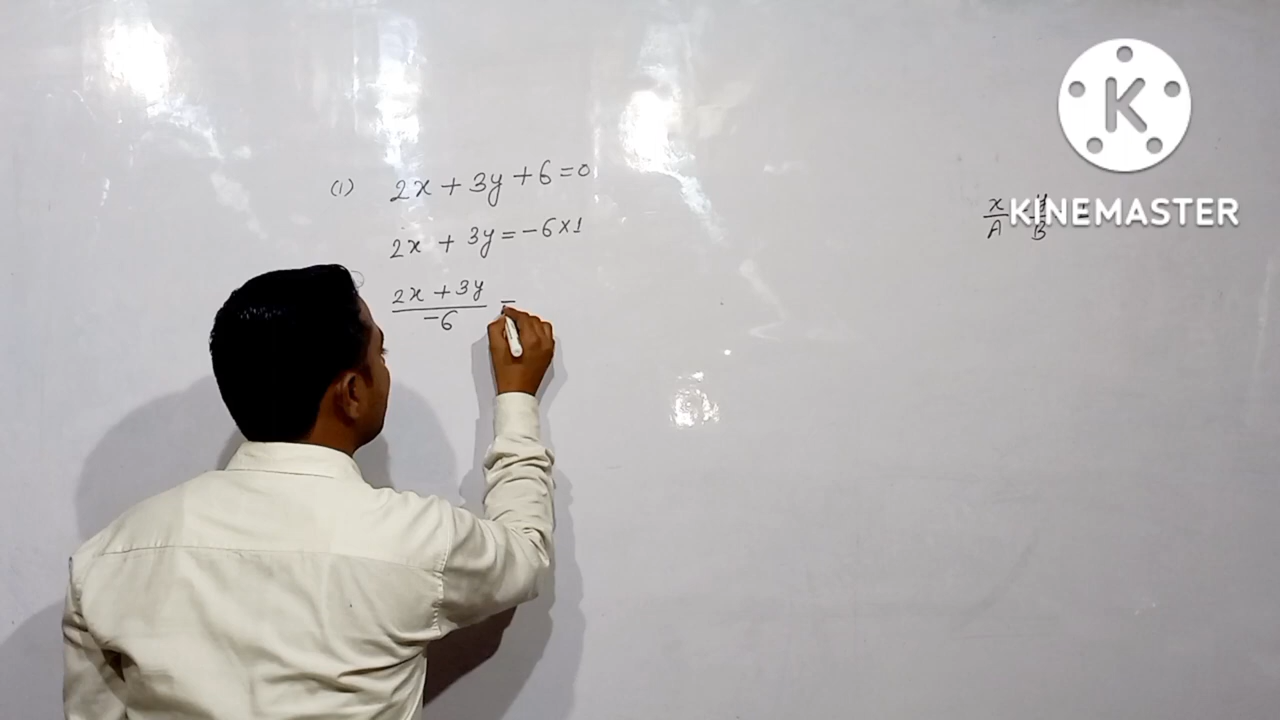 (1) 2x + 3y + 6 = 0
2x + 3y = -6 x 1
2x + 3y
-6
=
x
A
B
K
KINEMASTER